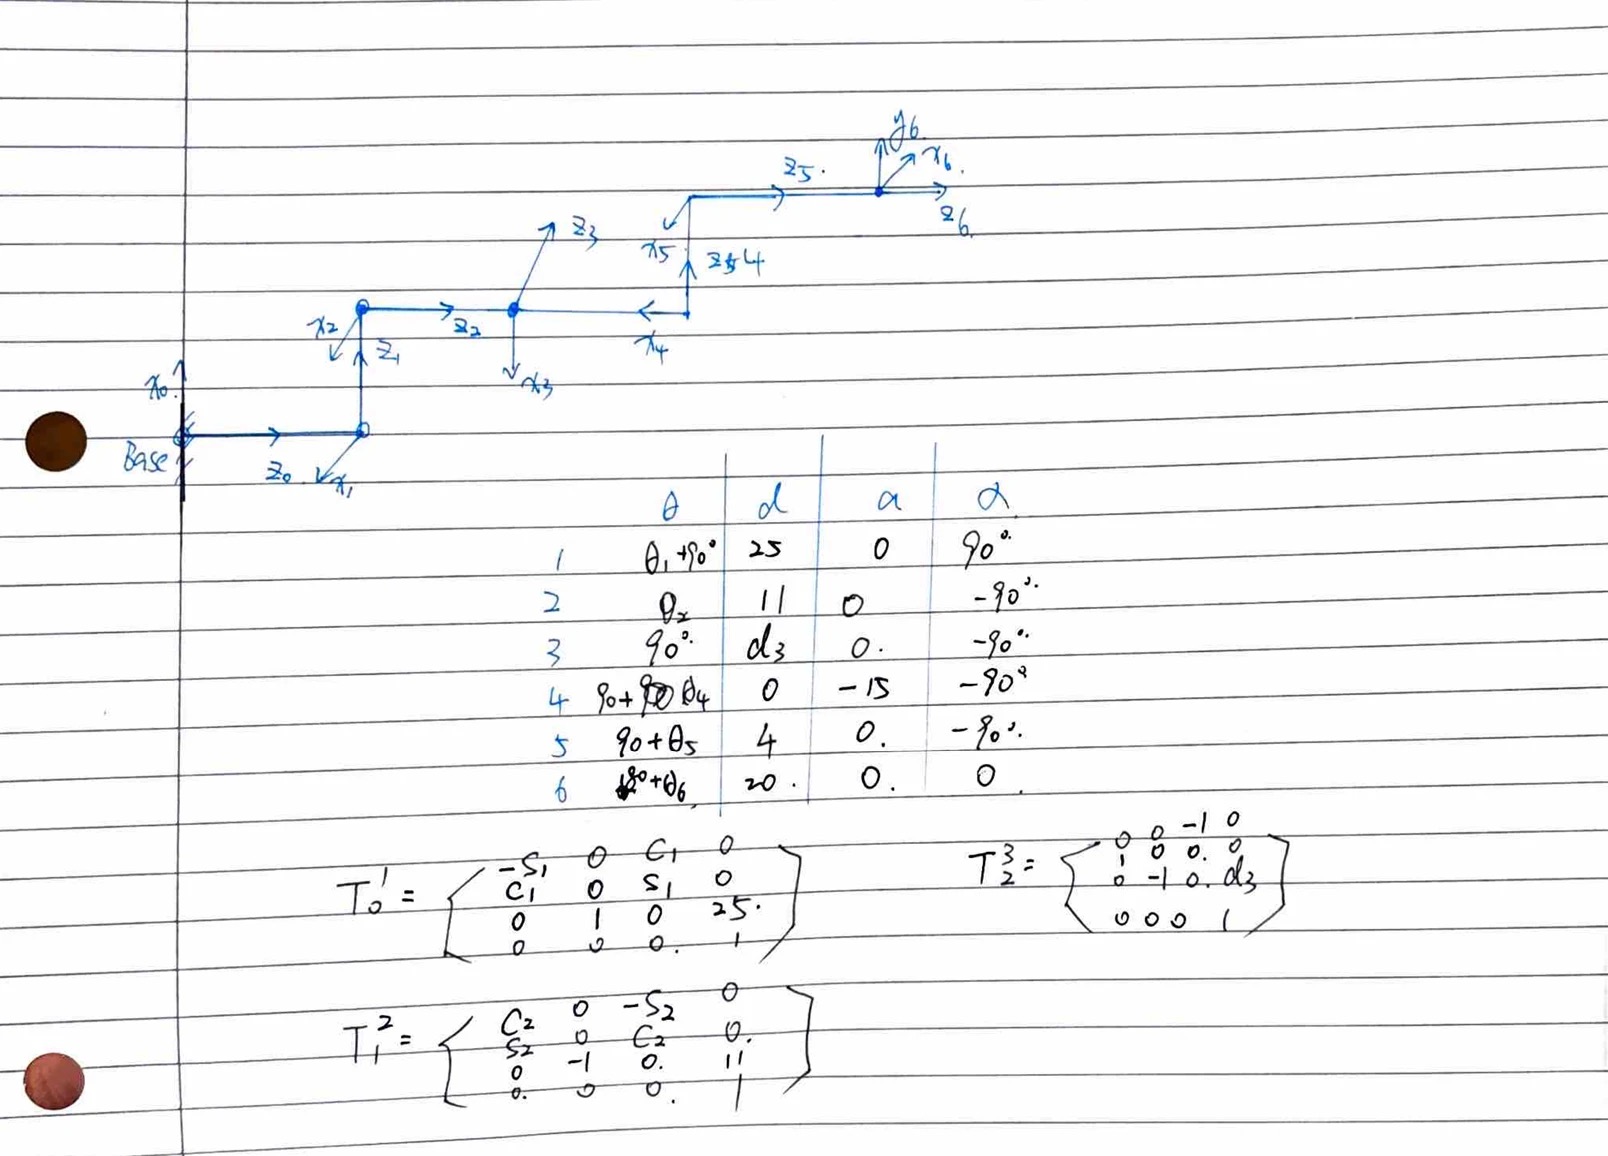 y6
x6.
z5.
z6
z3
x5
z4
x2
z2
x4
z1
x0.
x3
Base
z0
x1
θ d a α
1 θ1+90° 25 0 90°
2 θ2 11 0 -90°.
3 90° d3 0. -90°.
4 90+θ4 0 -15 -90°
5 90+θ5 4 0. -90°.
6 +θ6 20. 0. 0
T0^1 =
-S1 0 C1 0
C1 0 S1 0
0 1 0 25.
0 0 0. 1
T2^3 =
0 0 -1 0
1 0 0. 0
0 -1 0. d3
0 0 0 1
T1^2 =
C2 0 -S2 0
S2 0 C2 0.
0 -1 0. 11
0. 0 0. 1